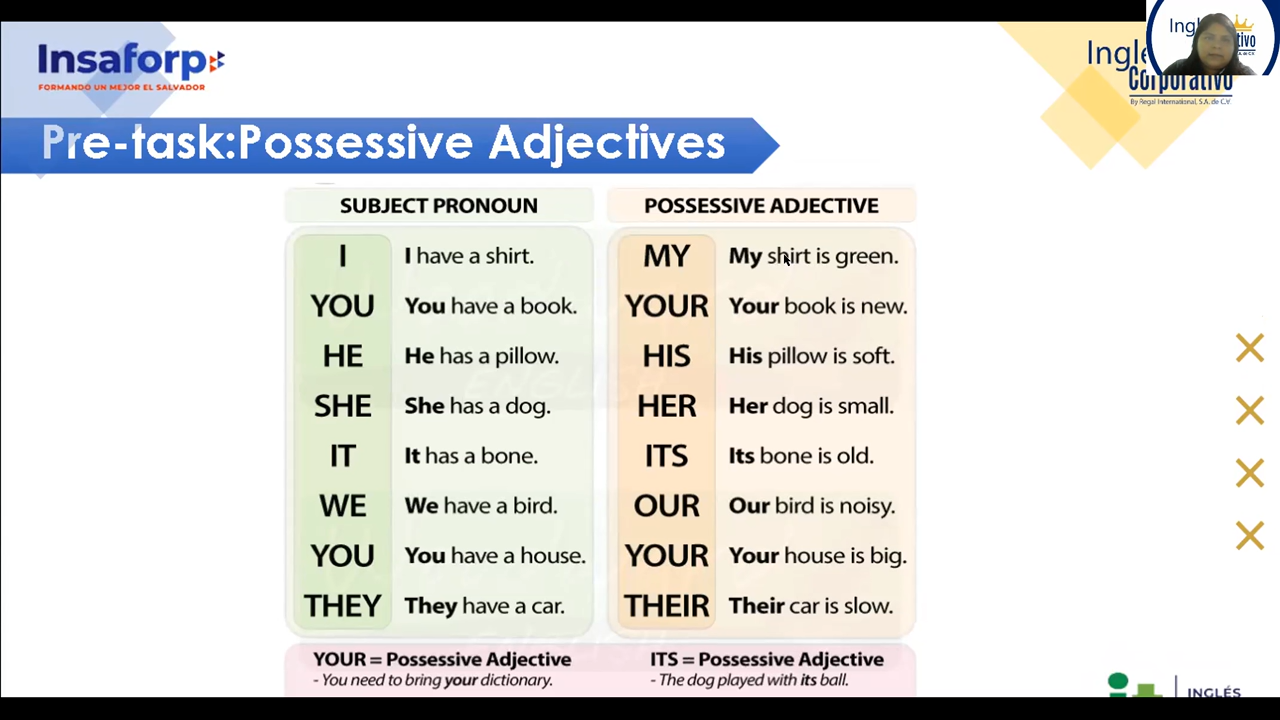 Insaforp
FORMANDO UN MEJOR EL SALVADOR
Corporativo
By Regal International, S.A. de C.V.
Pre-task:Possessive Adjectives
SUBJECT PRONOUN
I I have a shirt.
YOU You have a book.
HE He has a pillow.
SHE She has a dog.
IT It has a bone.
WE We have a bird.
YOU You have a house.
THEY They have a car.
POSSESSIVE ADJECTIVE
MY My shirt is green.
YOUR Your book is new.
HIS His pillow is soft.
HER Her dog is small.
ITS Its bone is old.
OUR Our bird is noisy.
YOUR Your house is big.
THEIR Their car is slow.
YOUR = Possessive Adjective
- You need to bring your dictionary.
ITS = Possessive Adjective
- The dog played with its ball.
INGLÉS